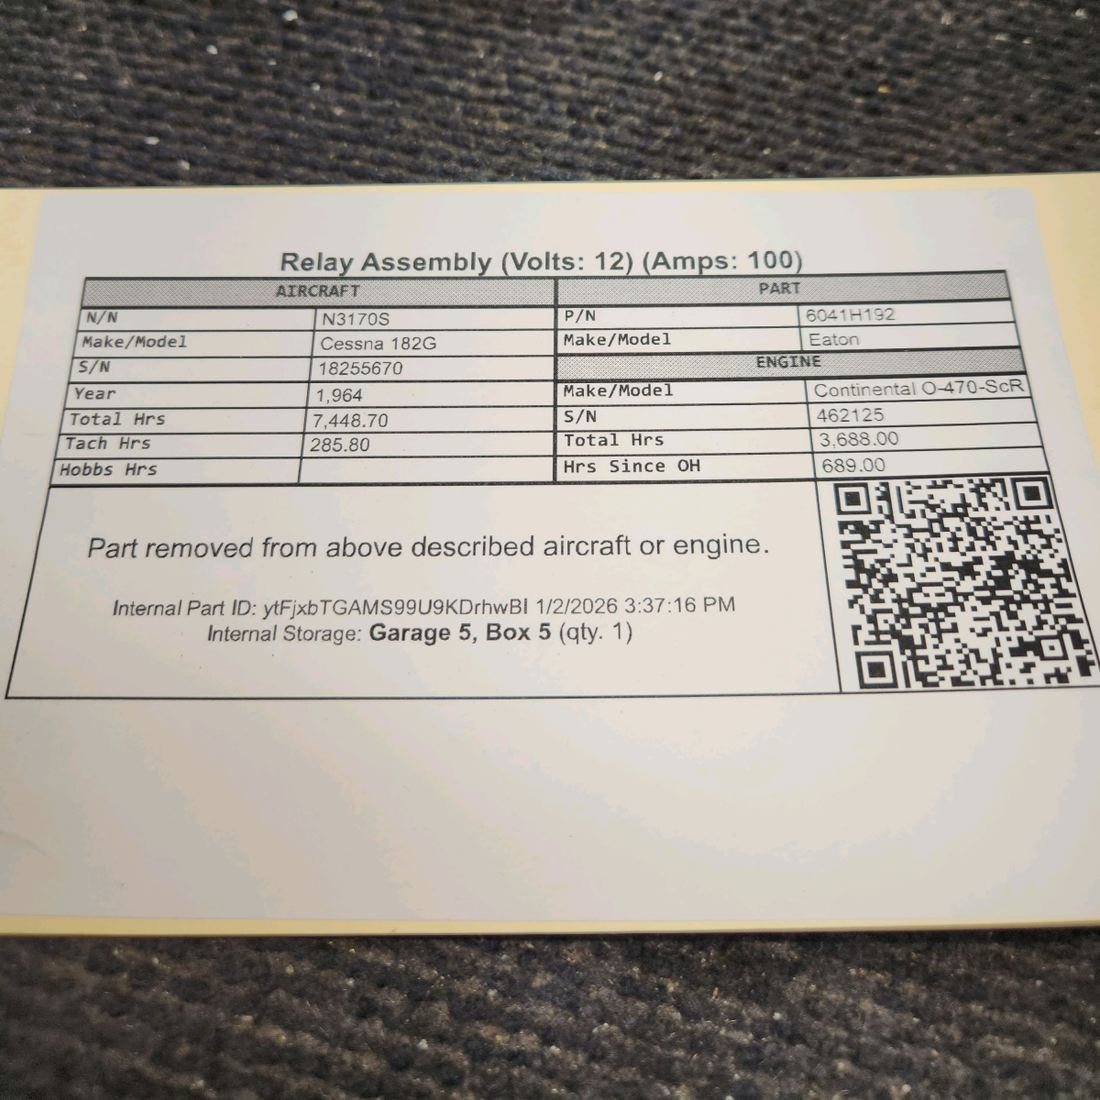 Relay Assembly (Volts: 12) (Amps: 100)
AIRCRAFT
N/N N3170S
Make/Model Cessna 182G
S/N 18255670
Year 1,964
Total Hrs 7,448.70
Tach Hrs 285.80
Hobbs Hrs
PART
P/N 6041H192
Make/Model Eaton
ENGINE
Make/Model Continental O-470-ScR
S/N 462125
Total Hrs 3,688.00
Hrs Since OH 689.00
Part removed from above described aircraft or engine.
Internal Part ID: ytFjxbTGAMS99U9KDrhwBI 1/2/2026 3:37:16 PM
Internal Storage: Garage 5, Box 5 (qty. 1)